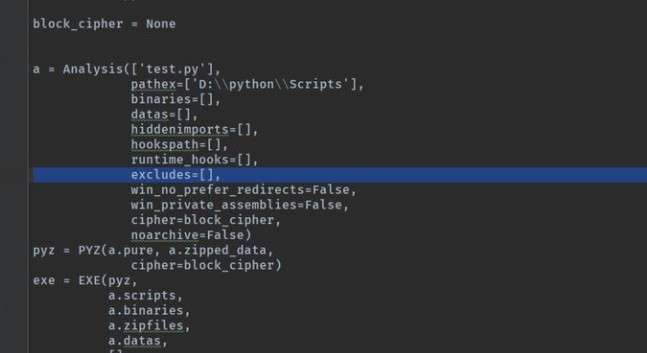 block_cipher = None
a = Analysis(['test.py'],
pathex=['D:\\python\\Scripts'],
binaries=[],
datas=[],
hiddenimports=[],
hookspath=[],
runtime_hooks=[],
excludes=[],
win_no_prefer_redirects=False,
win_private_assemblies=False,
cipher=block_cipher,
noarchive=False)
pyz = PYZ(a.pure, a.zipped_data,
cipher=block_cipher)
exe = EXE(pyz,
a.scripts,
a.binaries,
a.zipfiles,
a.datas,